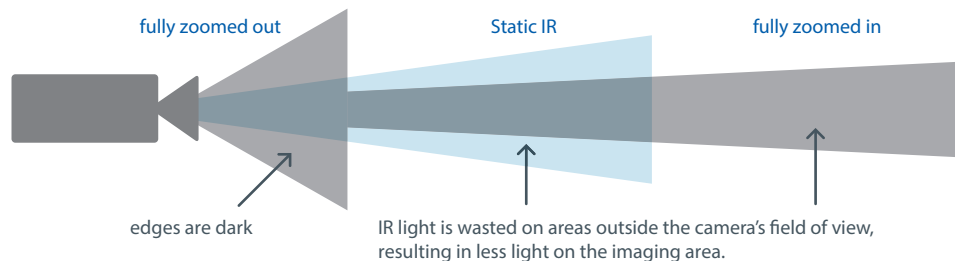 fully zoomed out
Static IR
fully zoomed in
edges are dark
IR light is wasted on areas outside the camera’s field of view,
resulting in less light on the imaging area.